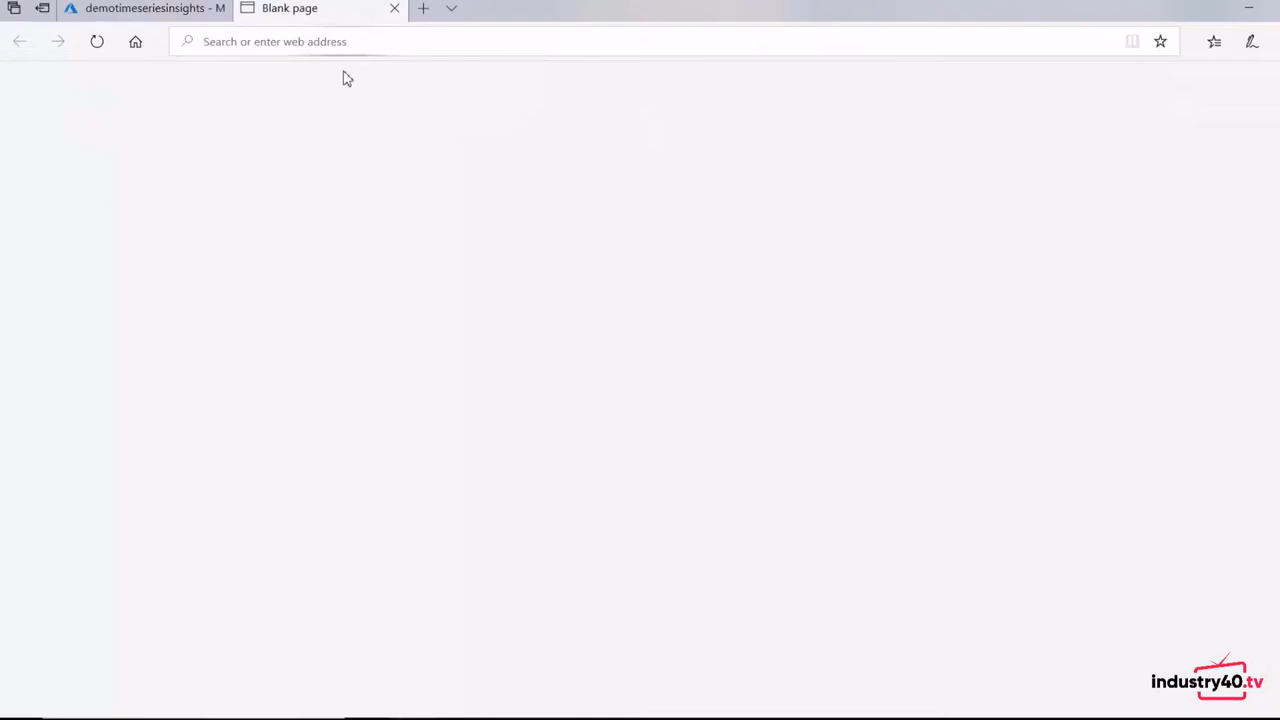 demotimeseriesinsights - M
Blank page
Search or enter web address
industry40.tv